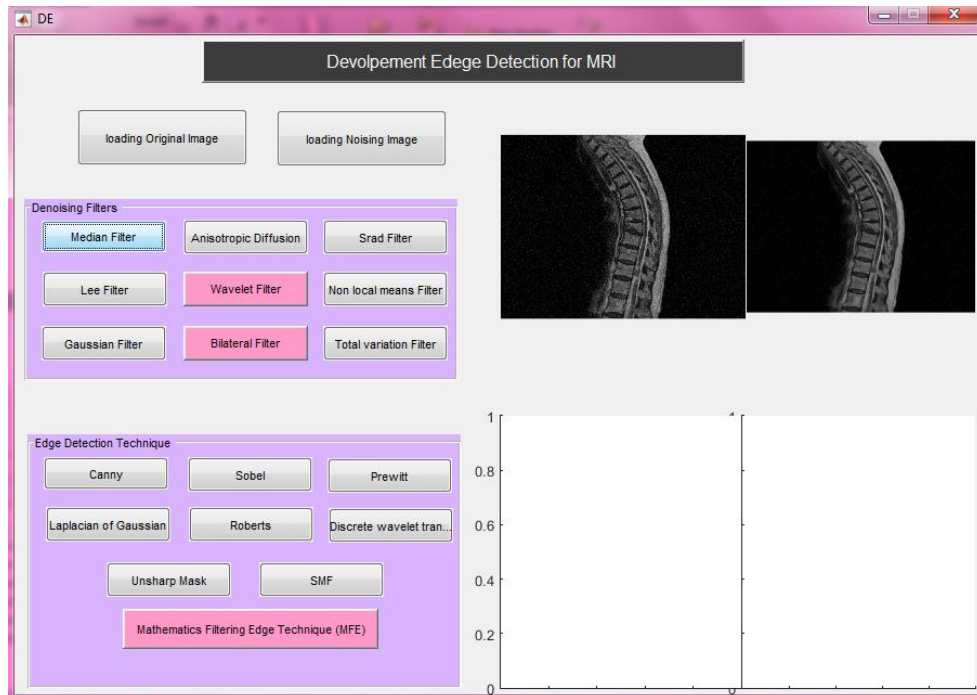 DE
Devolpement Edege Detection for MRI
loading Original Image
loading Noising Image
Denoising Filters
Median Filter
Anisotropic Diffusion
Srad Filter
Lee Filter
Wavelet Filter
Non local means Filter
Gaussian Filter
Bilateral Filter
Total variation Filter
Edge Detection Technique
Canny
Sobel
Prewitt
Laplacian of Gaussian
Roberts
Discrete wavelet tran...
Unsharp Mask
SMF
Mathematics Filtering Edge Technique (MFE)
1
0.8
0.6
0.4
0.2
0